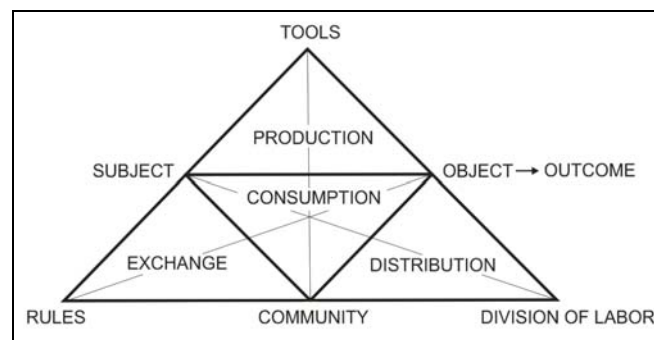 TOOLS
PRODUCTION
SUBJECT
OBJECT → OUTCOME
CONSUMPTION
EXCHANGE
DISTRIBUTION
RULES
COMMUNITY
DIVISION OF LABOR